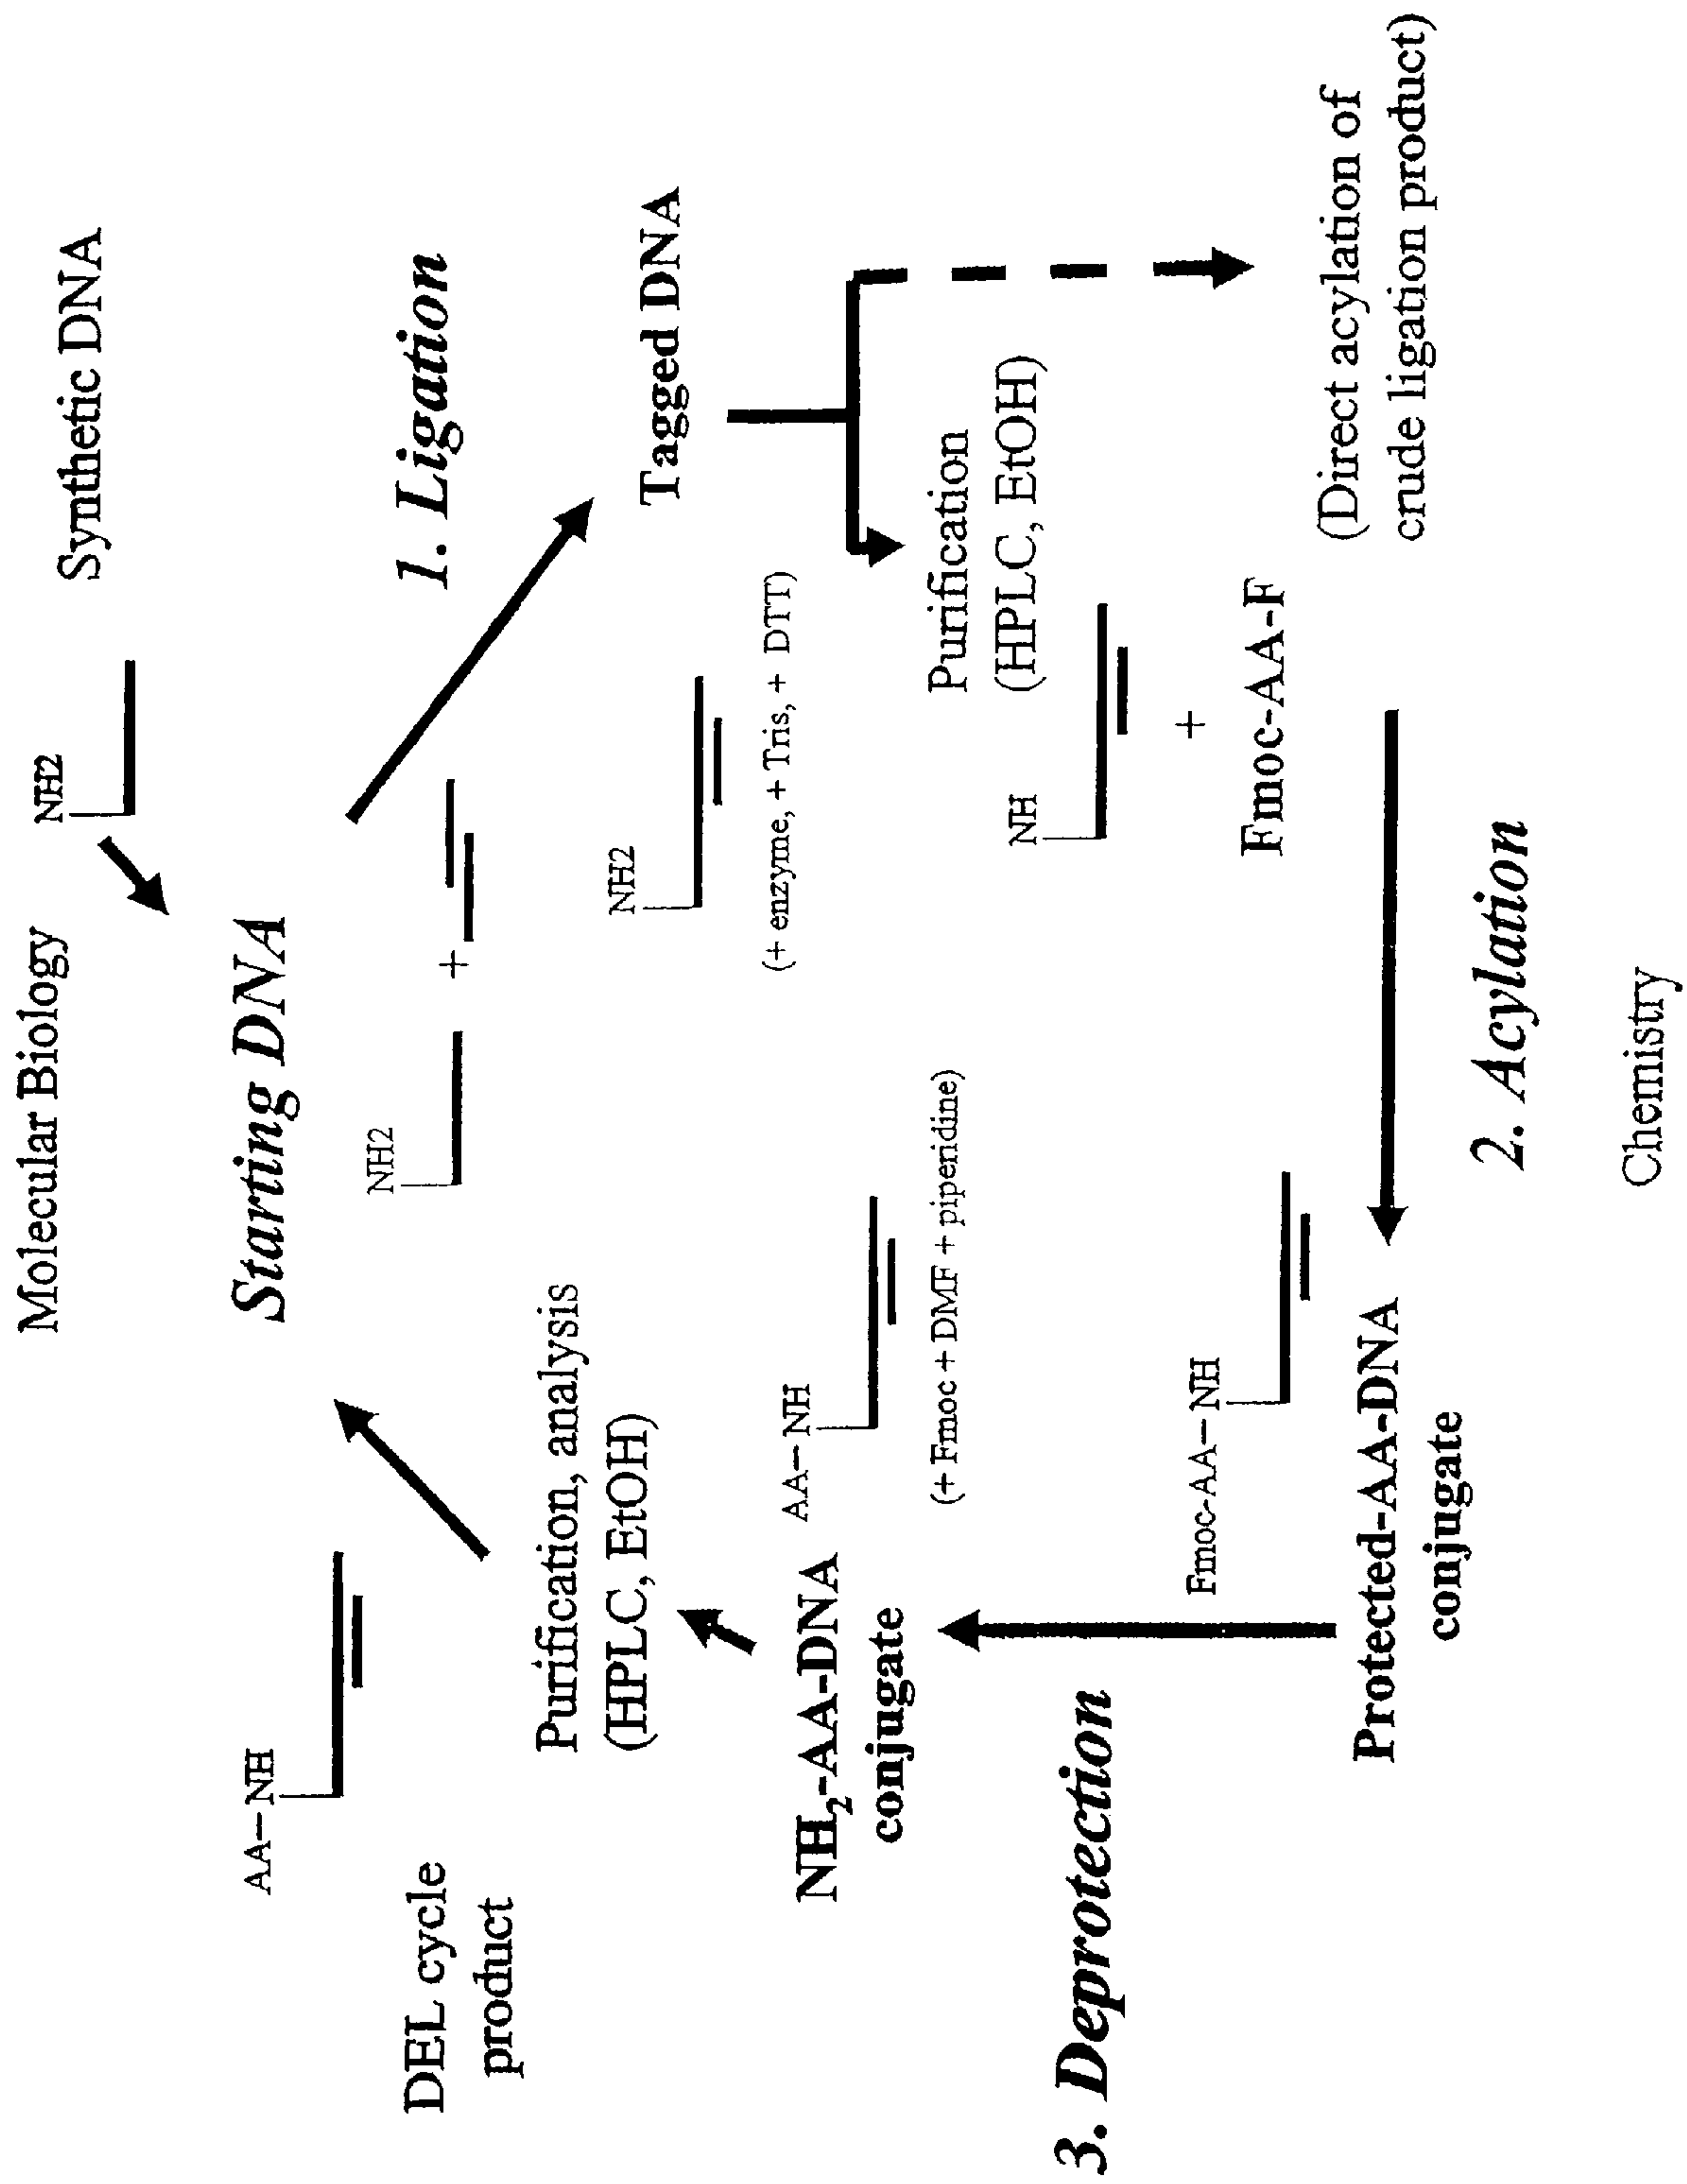 Molecular Biology
NH2
Synthetic DNA
Starting DNA
NH2
+
1. Ligation
NH2
Tagged DNA
(+ enzyme, + Tris, + DTT)
Purification
(HPLC, EtOH)
NH
+
Fmoc-AA-F
(Direct acylation of
crude ligation product)
2. Acylation
Chemistry
Fmoc-AA-NH
Protected-AA-DNA
conjugate
3. Deprotection
AA-NH
(+ Fmoc + DMF + piperidine)
NH2-AA-DNA
conjugate
Purification, analysis
(HPLC, EtOH)
AA-NH
DEL cycle
product